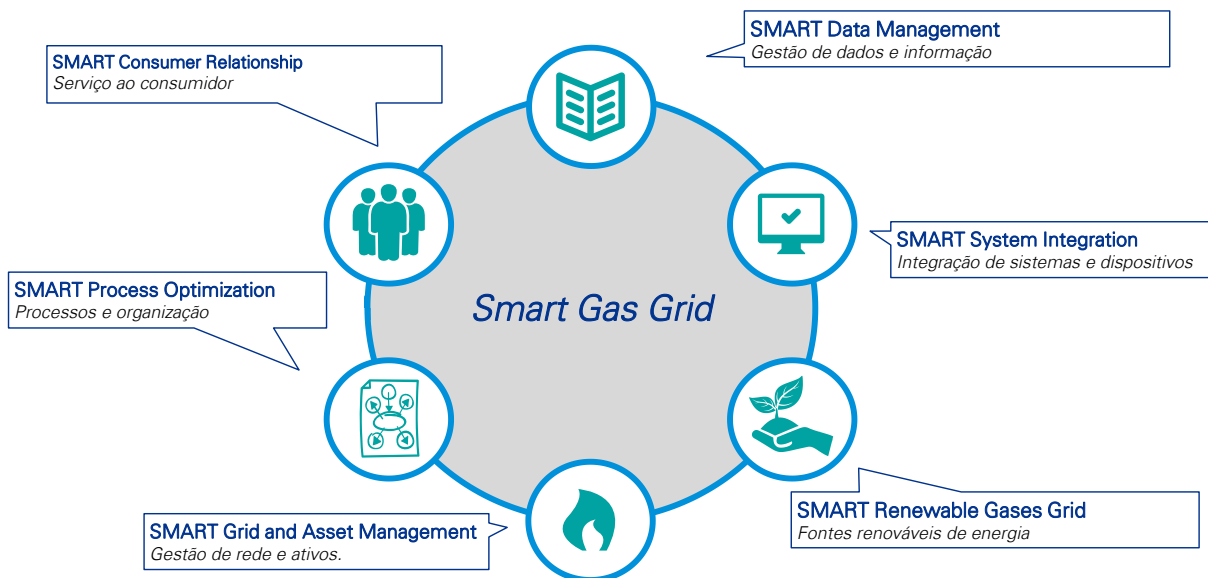 SMART Data Management
Gestão de dados e informação
SMART Consumer Relationship
Serviço ao consumidor
SMART System Integration
Integração de sistemas e dispositivos
SMART Process Optimization
Processos e organização
Smart Gas Grid
SMART Renewable Gases Grid
Fontes renováveis de energia
SMART Grid and Asset Management
Gestão de rede e ativos.